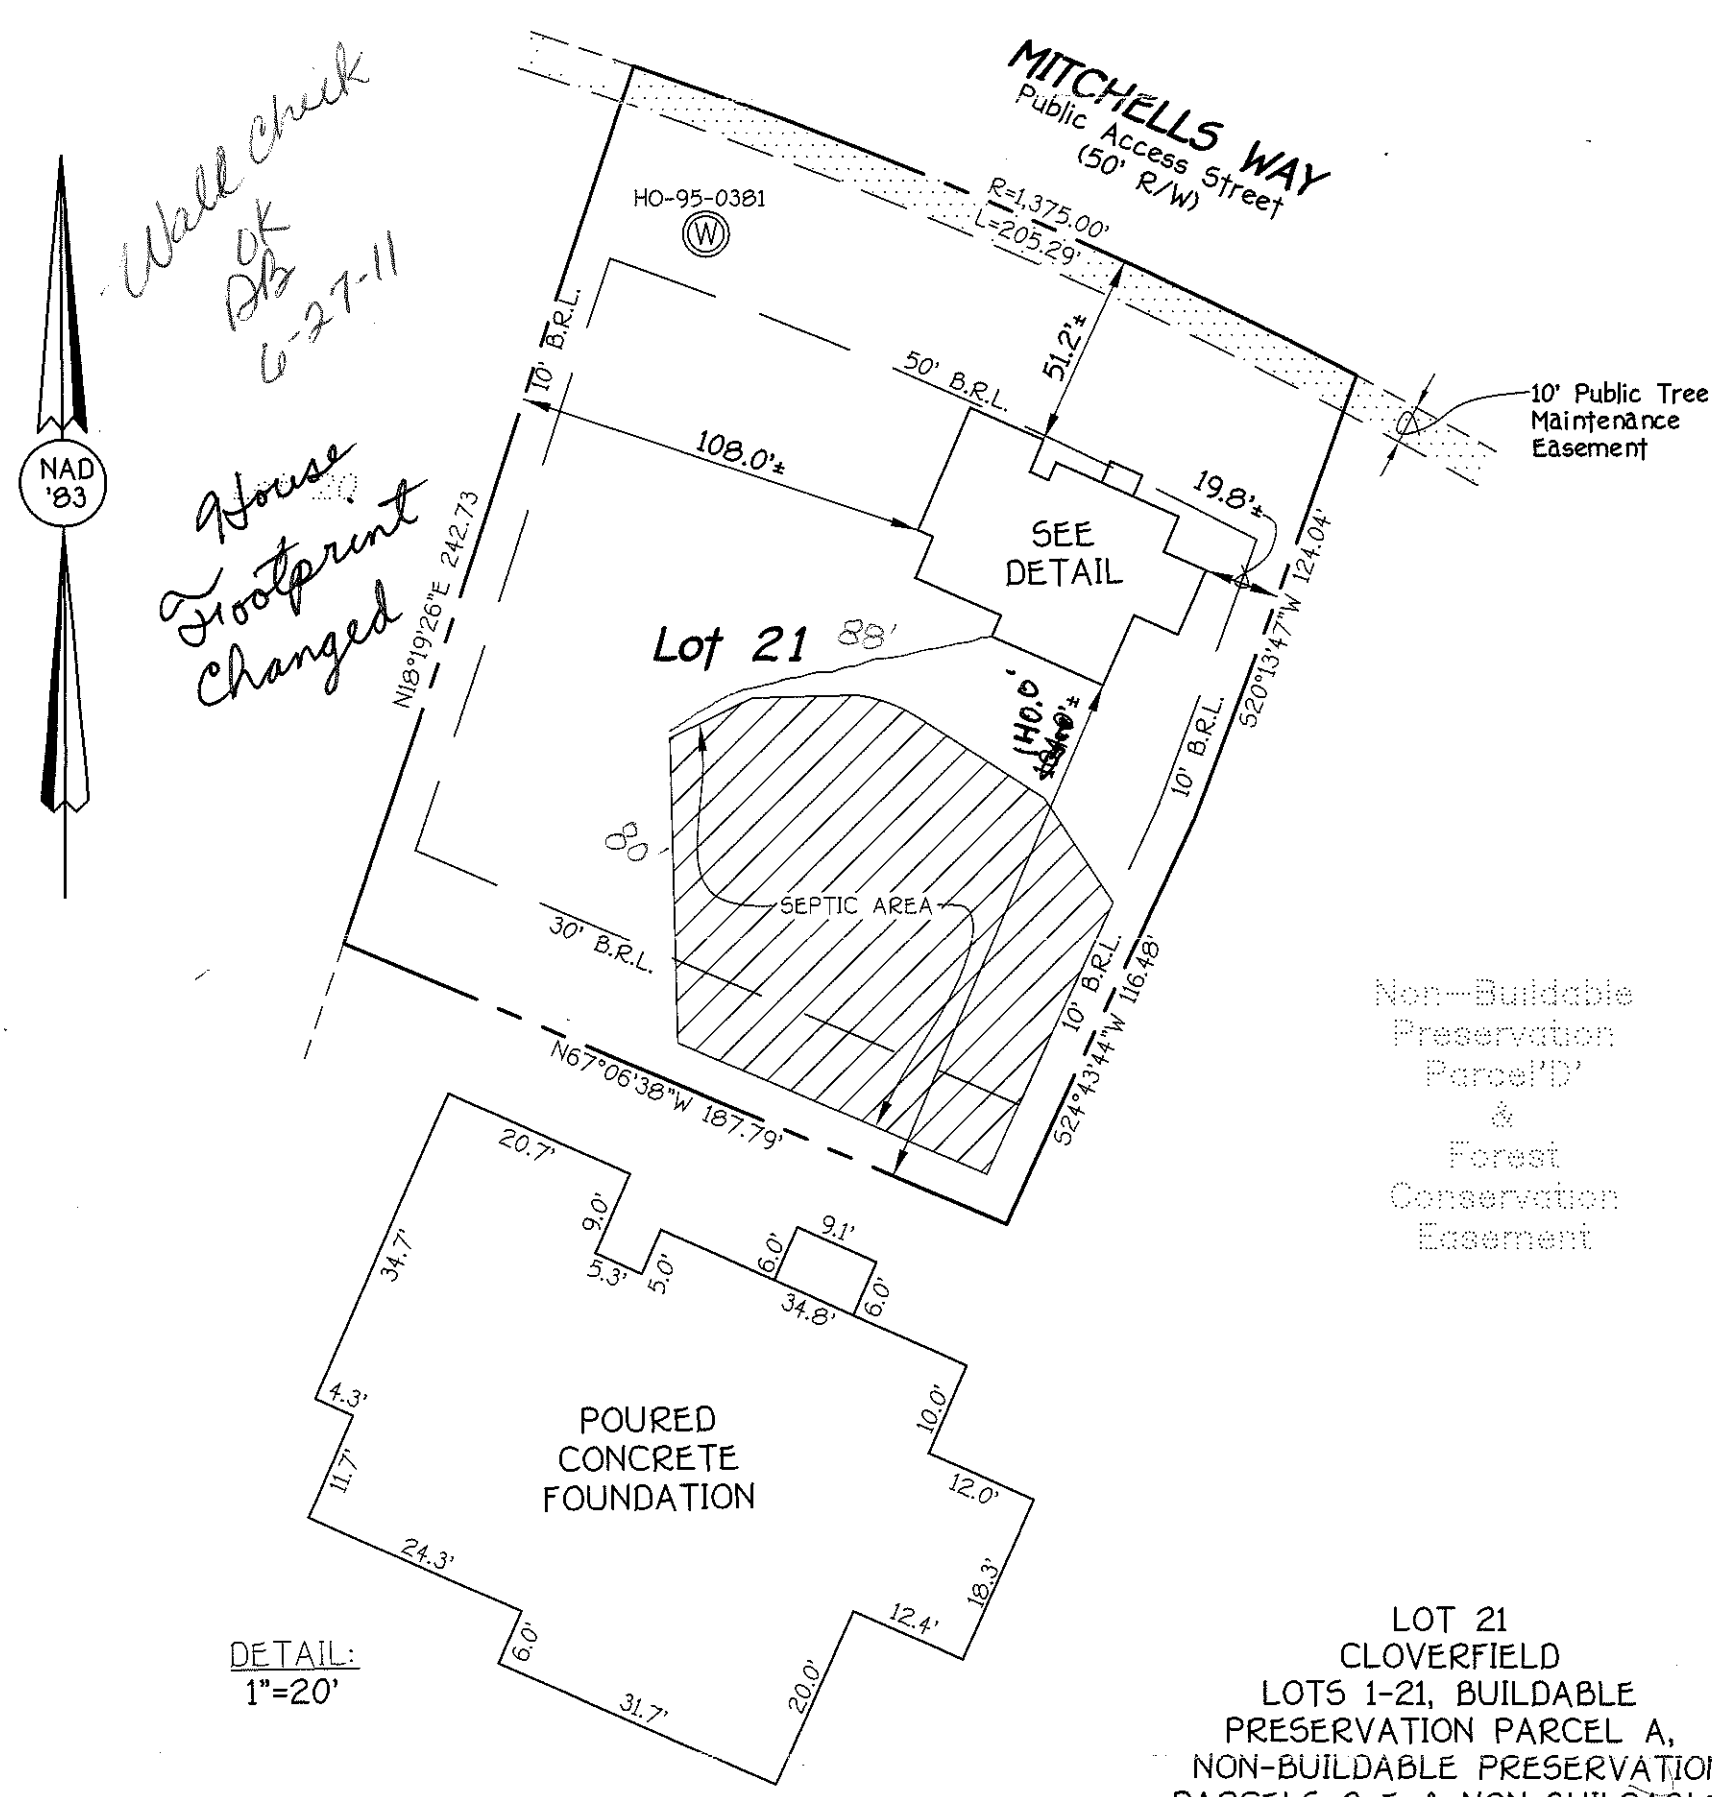 Wall Check
OK
DB
6-27-11
NAD
'83
House
Footprint
Changed
MITCHELLS WAY
Public Access Street
(50' R/W)
R=1,375.00'
L=205.29'
HO-95-0381
W
10' B.R.L.
50' B.R.L.
51.2'±
10' Public Tree
Maintenance
Easement
108.0'±
19.8'±
SEE
DETAIL
N18°19'26"E 242.73
S20°13'47"W 124.04'
Lot 21
88'
140.0'
10' B.R.L.
80'
SEPTIC AREA
30' B.R.L.
10' B.R.L.
S24°43'44"W 116.48'
N67°06'38"W 187.79'
Non-Buildable
Preservation
Parcel'D'
&
Forest
Conservation
Easement
20.7'
9.0'
5.3'
5.0'
6.0'
9.1'
6.0'
34.8'
34.7'
4.3'
11.7'
10.0'
12.0'
POURED
CONCRETE
FOUNDATION
24.3'
6.0'
31.7'
20.0'
12.4'
18.3'
DETAIL:
1"=20'
LOT 21
CLOVERFIELD
LOTS 1-21, BUILDABLE
PRESERVATION PARCEL A,
NON-BUILDABLE PRESERVATION